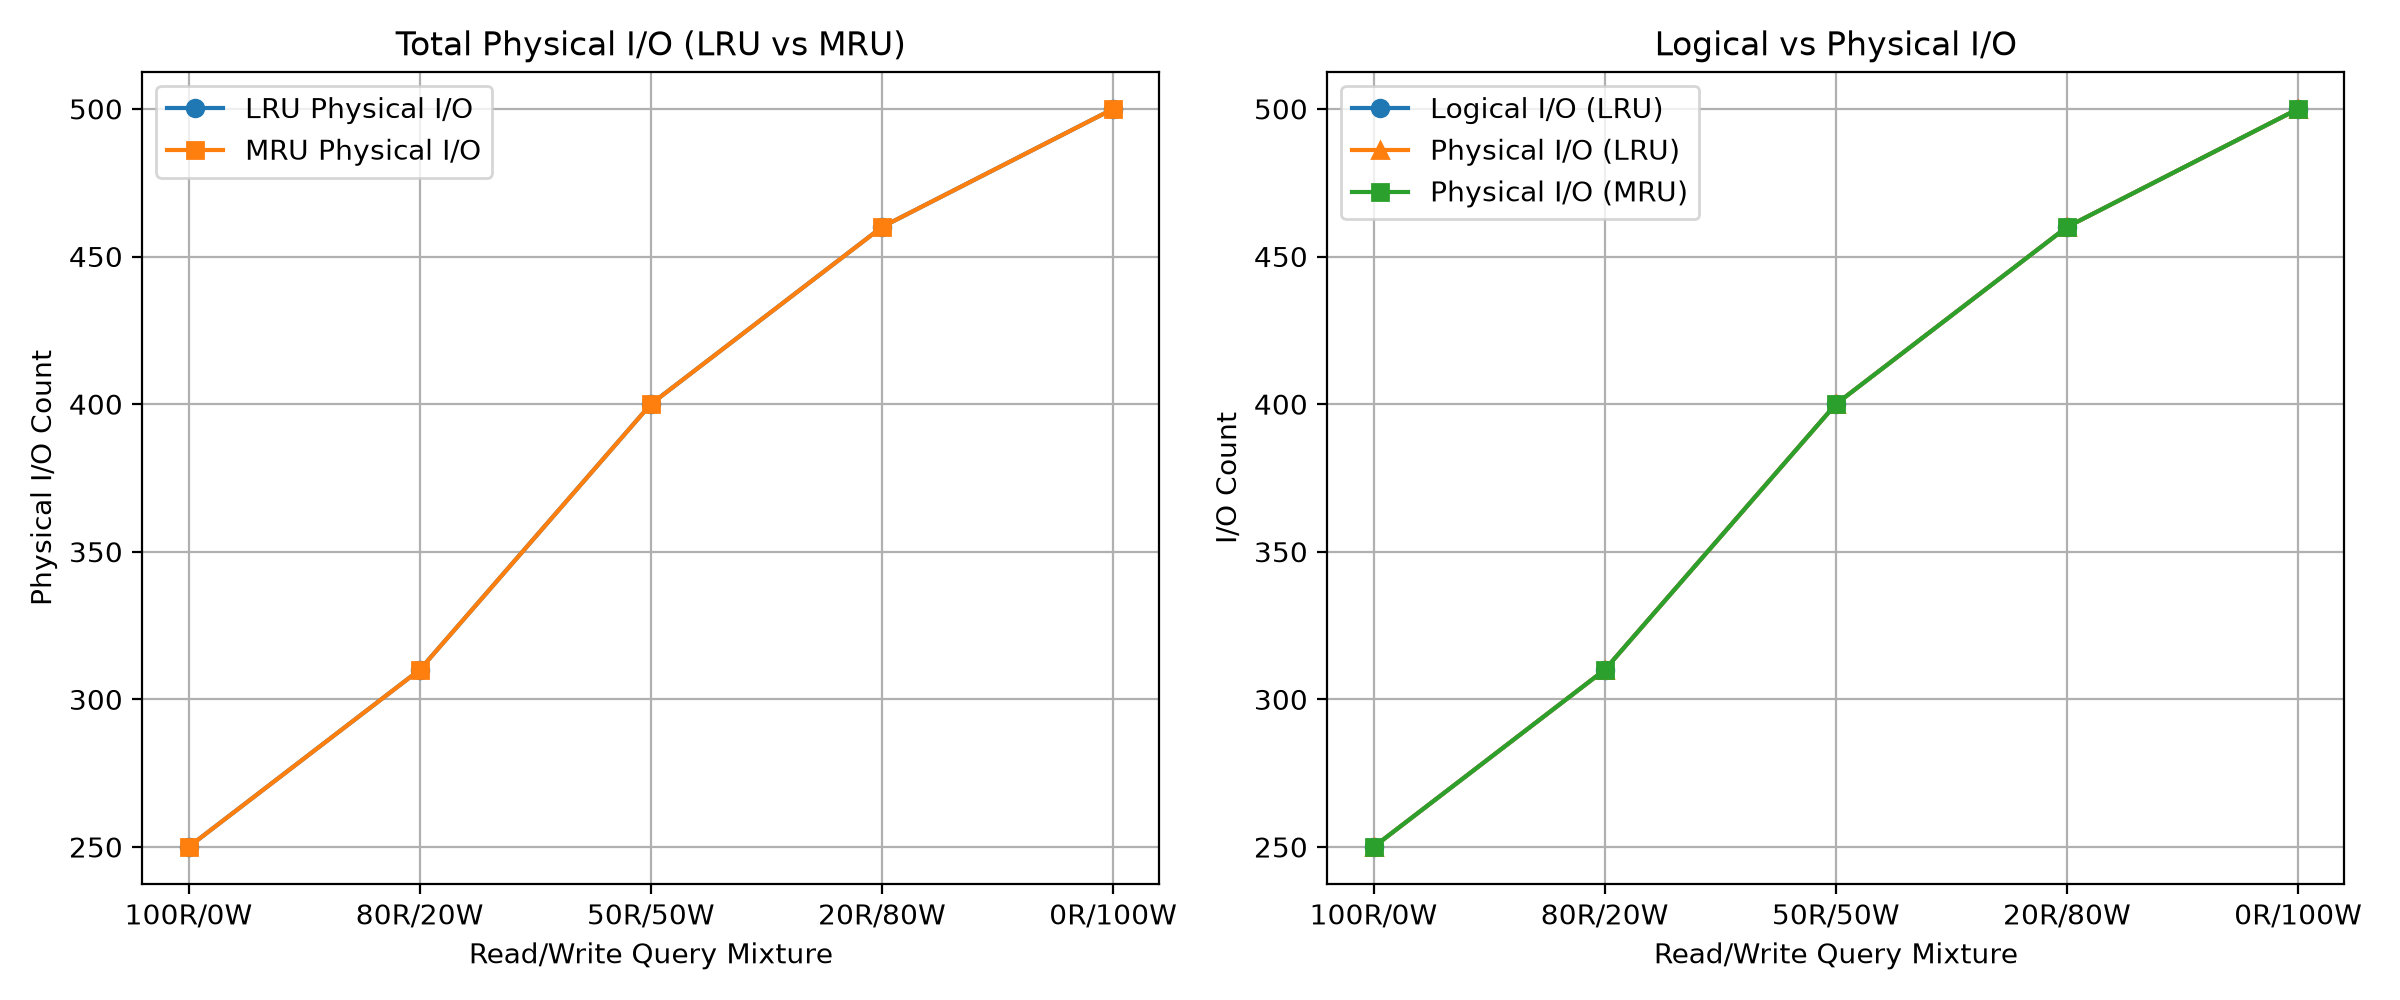 Total Physical I/O (LRU vs MRU)
LRU Physical I/O
MRU Physical I/O
500
450
400
350
300
250
Physical I/O Count
100R/0W 80R/20W 50R/50W 20R/80W 0R/100W
Read/Write Query Mixture
Logical vs Physical I/O
Logical I/O (LRU)
Physical I/O (LRU)
Physical I/O (MRU)
500
450
400
350
300
250
I/O Count
100R/0W 80R/20W 50R/50W 20R/80W 0R/100W
Read/Write Query Mixture